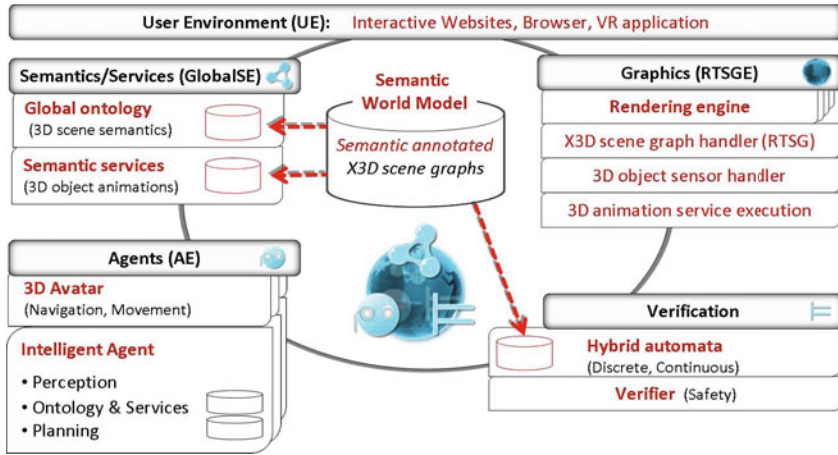 User Environment (UE): Interactive Websites, Browser, VR application
Semantics/Services (GlobalSE)
Global ontology
(3D scene semantics)
Semantic services
(3D object animations)
Semantic
World Model
Semantic annotated
X3D scene graphs
Graphics (RTSGE)
Rendering engine
X3D scene graph handler (RTSG)
3D object sensor handler
3D animation service execution
Agents (AE)
3D Avatar
(Navigation, Movement)
Intelligent Agent
• Perception
• Ontology & Services
• Planning
Verification
Hybrid automata
(Discrete, Continuous)
Verifier (Safety)